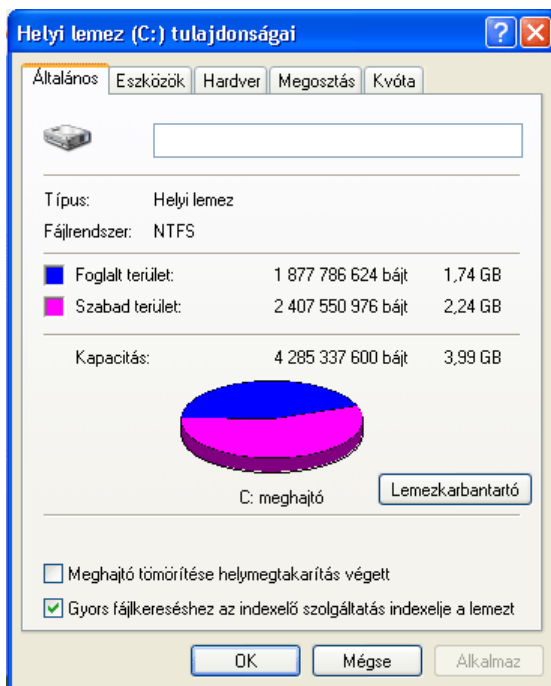 Helyi lemez (C:) tulajdonságai
Általános Eszközök Hardver Megosztás Kvóta
Típus: Helyi lemez
Fájlrendszer: NTFS
Foglalt terület: 1 877 786 624 bájt 1,74 GB
Szabad terület: 2 407 550 976 bájt 2,24 GB
Kapacitás: 4 285 337 600 bájt 3,99 GB
C: meghajtó
Lemezkarbantartó
Meghajtó tömörítése helymegtakarítás végett
Gyors fájlkereséshez az indexelő szolgáltatás indexelje a lemezt
OK Mégse Alkalmaz